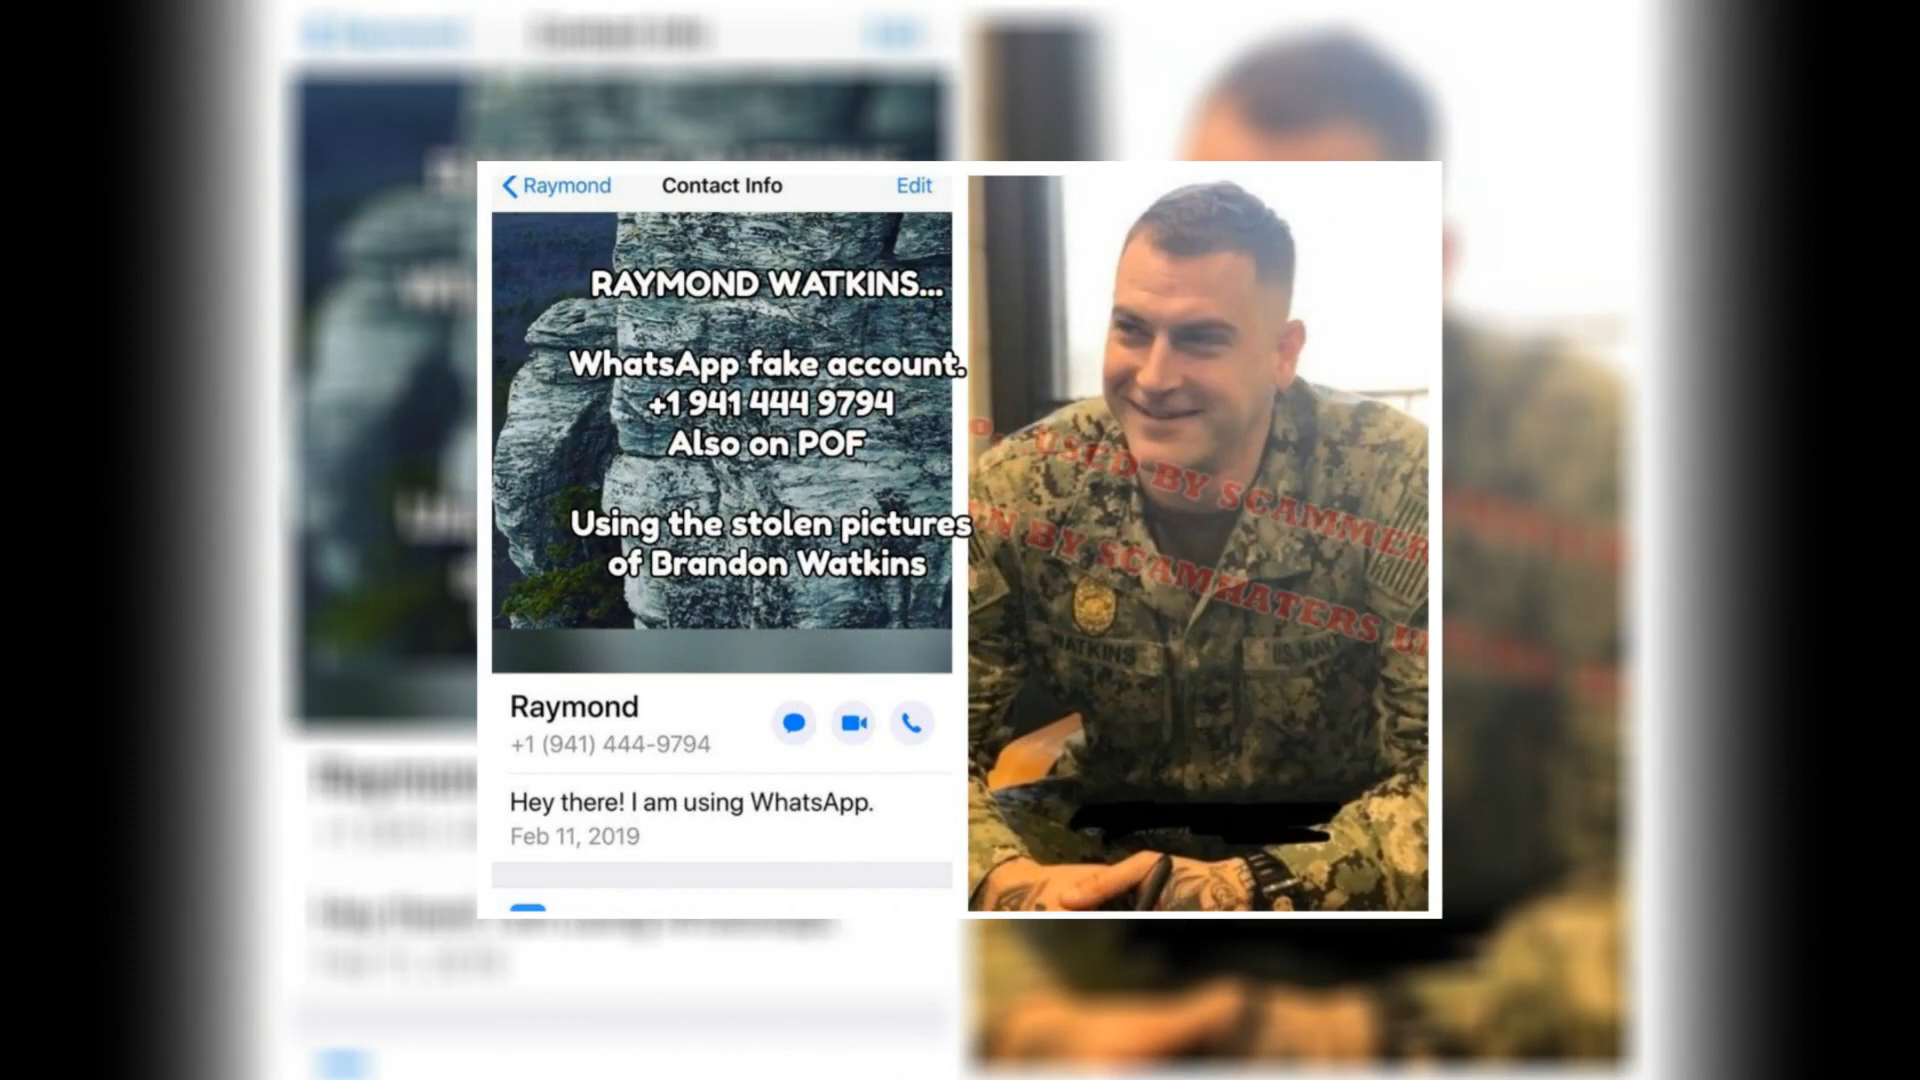 Raymond
Contact Info
Edit
RAYMOND WATKINS...
WhatsApp fake account.
+1 941 444 9794
Also on POF
Using the stolen pictures
of Brandon Watkins
Raymond
+1 (941) 444-9794
Hey there! I am using WhatsApp.
Feb 11, 2019
USED BY SCAMMER
BY SCAMHATERS U
WATKINS
U.S. NAVY